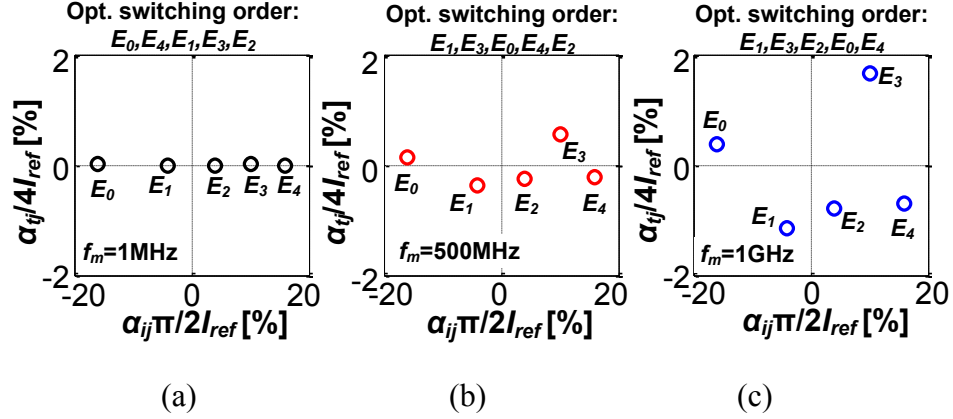 Opt. switching order:
E0,E4,E1,E3,E2
2
0
-2
αtj/4Iref [%]
E0
E1
E2
E3
E4
fm=1MHz
-20
0
20
αijπ/2Iref [%]
(a)
Opt. switching order:
E1,E3,E0,E4,E2
2
0
-2
αtj/4Iref [%]
E0
E3
E1
E2
E4
fm=500MHz
-20
0
20
αijπ/2Iref [%]
(b)
Opt. switching order:
E1,E3,E2,E0,E4
2
0
-2
αtj/4Iref [%]
E3
E0
E1
E2
E4
fm=1GHz
-20
0
20
αijπ/2Iref [%]
(c)